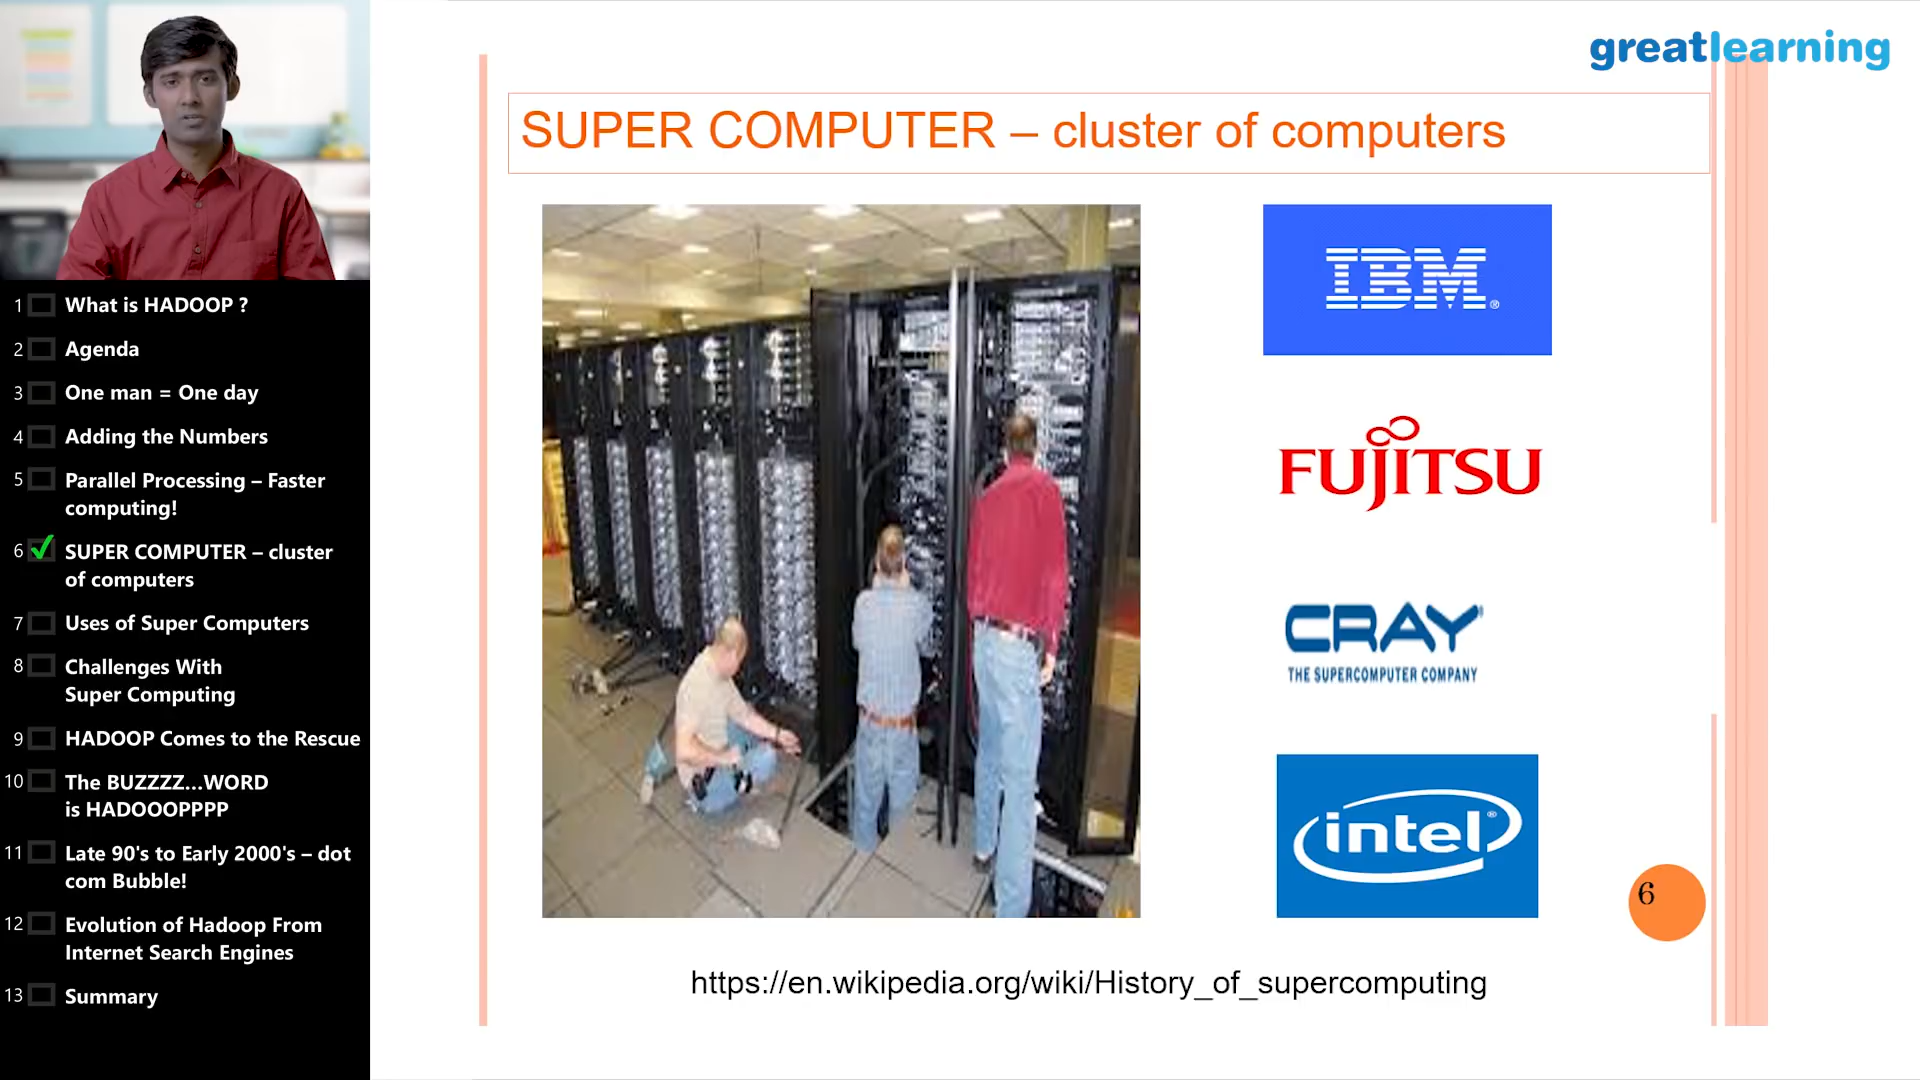 greatlearning
SUPER COMPUTER – cluster of computers
IBM®
FUJITSU
CRAY®
THE SUPERCOMPUTER COMPANY
intel®
6
https://en.wikipedia.org/wiki/History_of_supercomputing
1 What is HADOOP ?
2 Agenda
3 One man = One day
4 Adding the Numbers
5 Parallel Processing – Faster
computing!
6 SUPER COMPUTER – cluster
of computers
7 Uses of Super Computers
8 Challenges With
Super Computing
9 HADOOP Comes to the Rescue
10 The BUZZZZ...WORD
is HADOOOPPPP
11 Late 90's to Early 2000's – dot
com Bubble!
12 Evolution of Hadoop From
Internet Search Engines
13 Summary